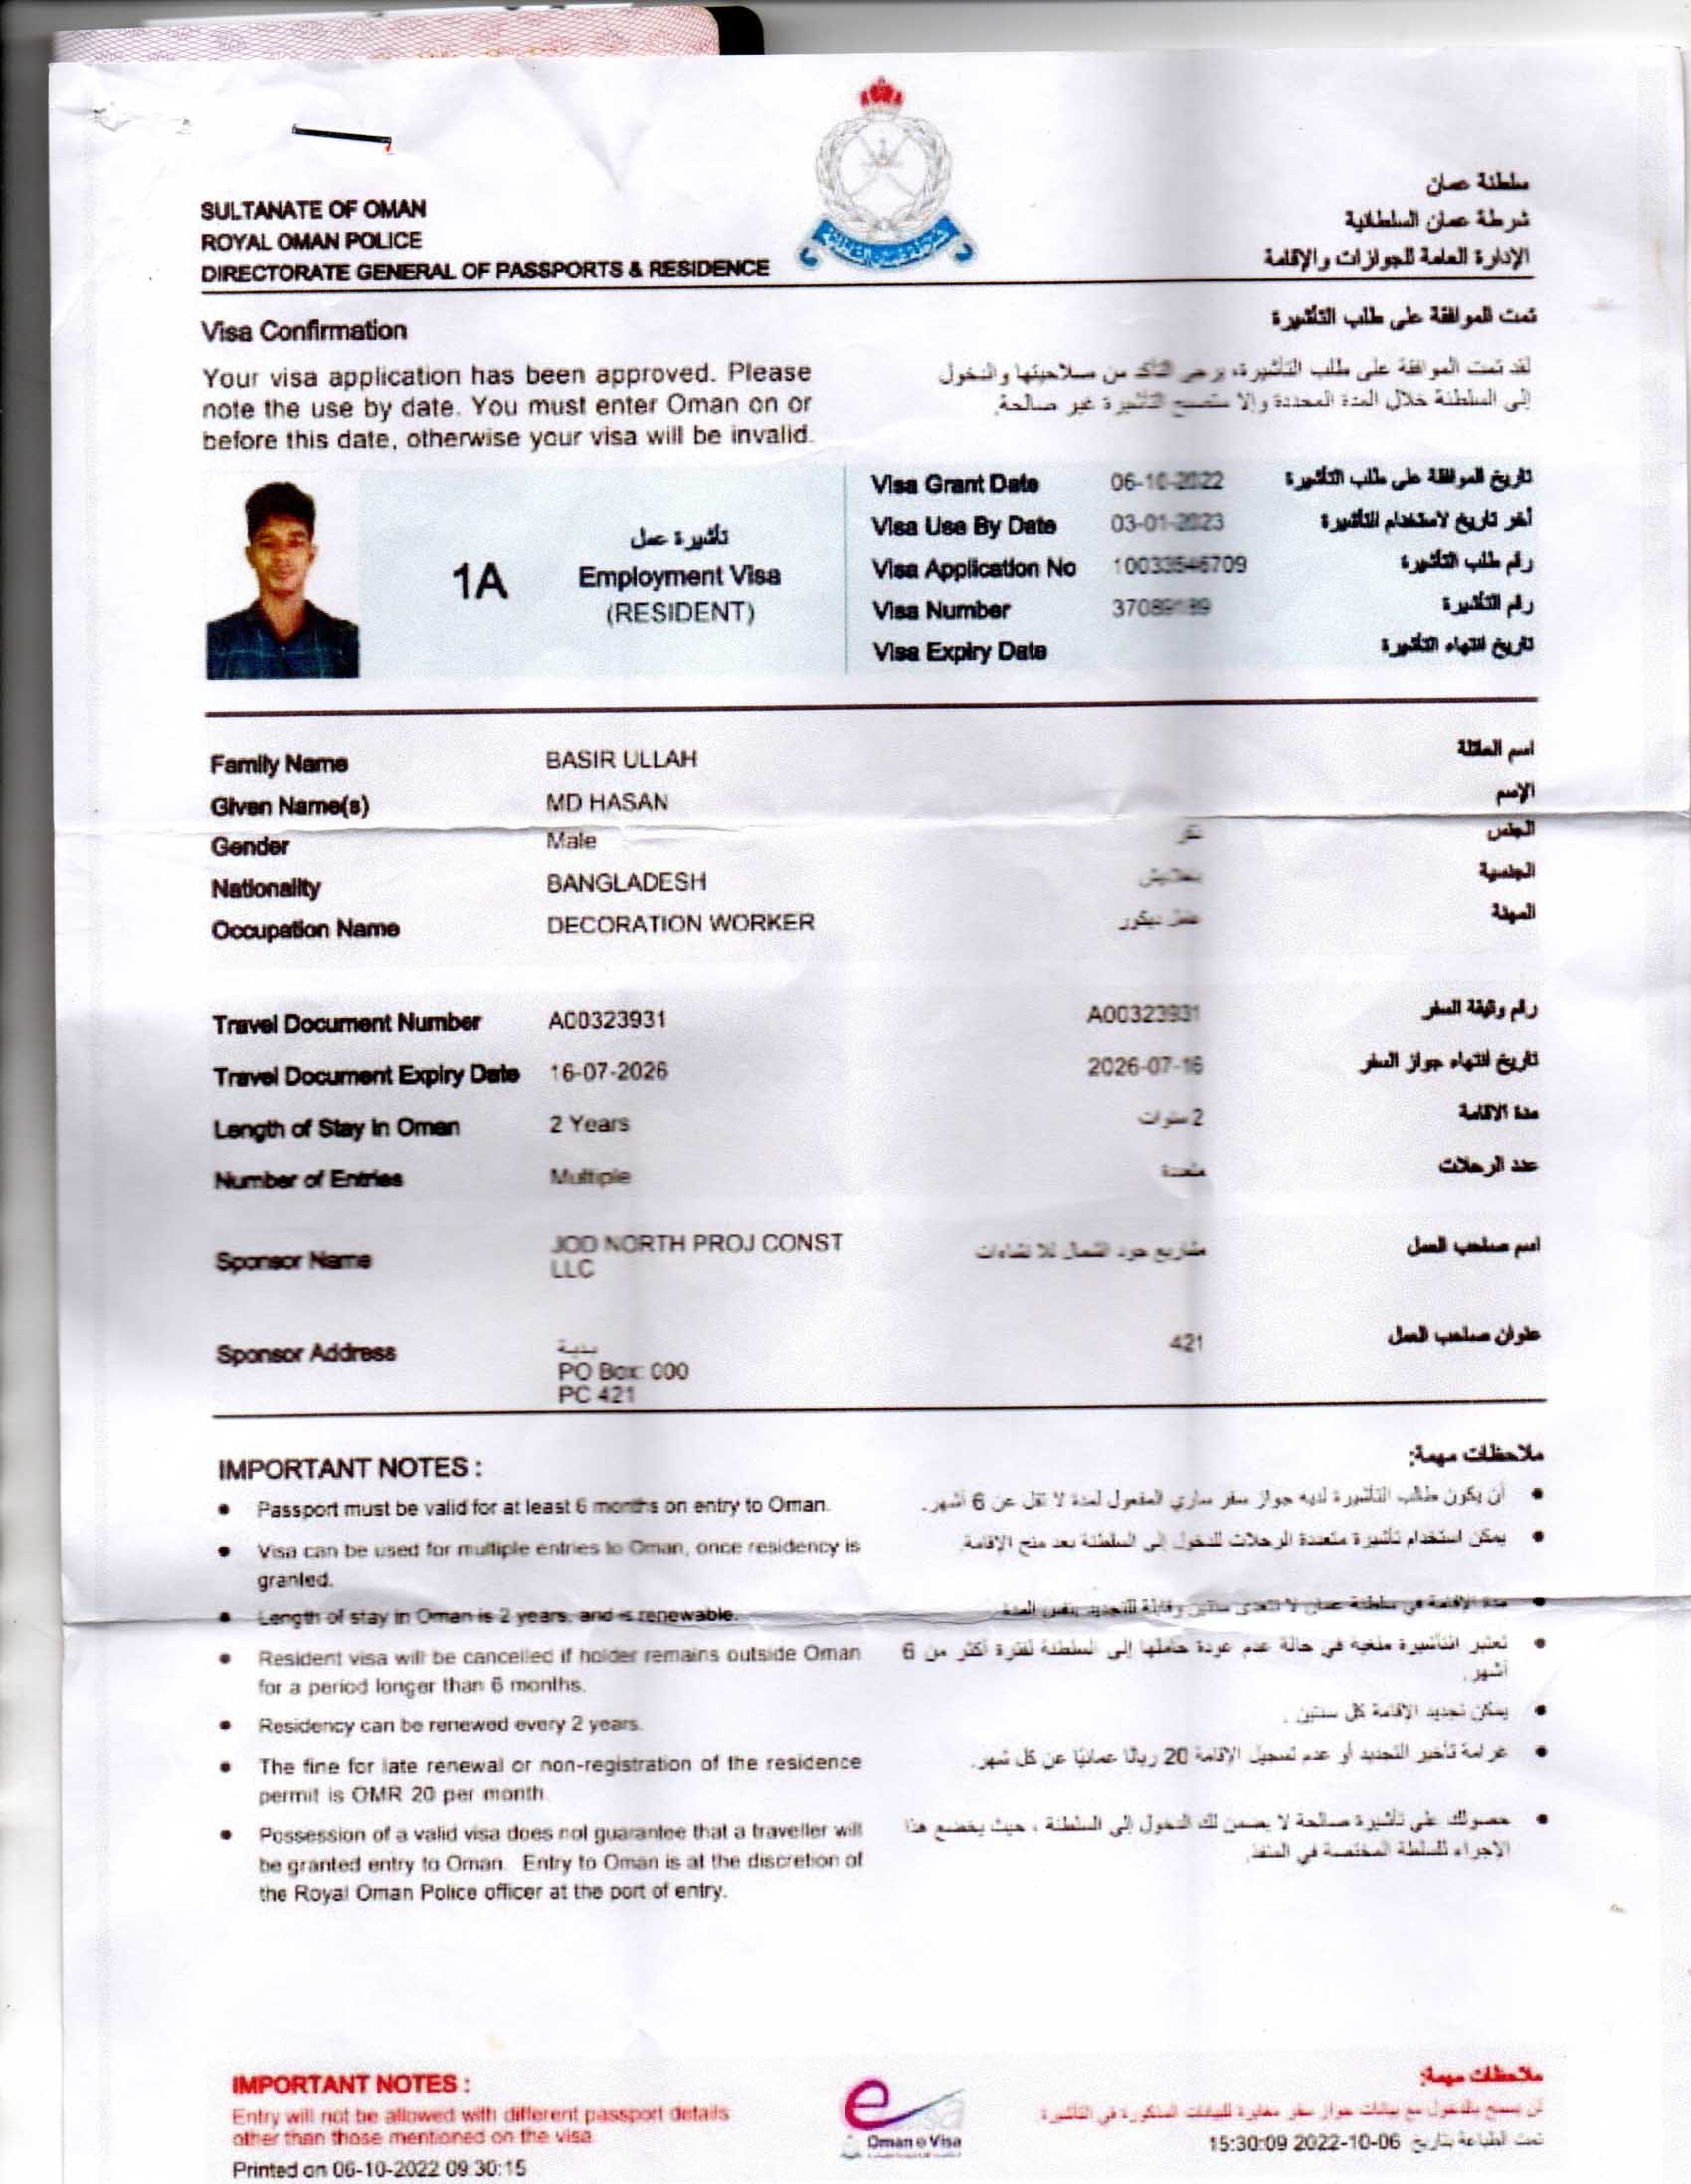 SULTANATE OF OMAN
ROYAL OMAN POLICE
DIRECTORATE GENERAL OF PASSPORTS & RESIDENCE
سلطنة عمان
شرطة عمان السلطانية
الإدارة العامة للجوازات والإقامة
Visa Confirmation
تمت الموافقة على طلب التأشيرة
Your visa application has been approved. Please
note the use by date. You must enter Oman on or
before this date, otherwise your visa will be invalid.
لقد تمت الموافقة على طلب التأشيرة، يرجى التأكد من صلاحيتها والدخول
إلى السلطنة خلال المدة المحددة وإلا ستصبح التأشيرة غير صالحة.
1A
تأشيرة عمل
Employment Visa
(RESIDENT)
Visa Grant Date 06-10-2022 تاريخ الموافقة على طلب التأشيرة
Visa Use By Date 03-01-2023 أخر تاريخ لاستخدام التأشيرة
Visa Application No رقم طلب التأشيرة
Visa Number رقم التأشيرة
Visa Expiry Date تاريخ انتهاء التأشيرة
Family Name BASIR ULLAH اسم العائلة
Given Name(s) MD HASAN الإسم
Gender Male ذكر الجنس
Nationality BANGLADESH بنجلاديش الجنسية
Occupation Name DECORATION WORKER عامل ديكور المهنة
Travel Document Number A00323931 A00323931 رقم وثيقة السفر
Travel Document Expiry Date 16-07-2026 2026-07-16 تاريخ انتهاء جواز السفر
Length of Stay in Oman 2 Years 2 سنوات مدة الاقامة
Number of Entries Multiple متعددة عدد الرحلات
Sponsor Name JOD NORTH PROJ CONST مشاريع جود الشمال للانشاءات اسم صاحب العمل
LLC
Sponsor Address 421 عنوان صاحب العمل
PO Box: 000
PC 421
IMPORTANT NOTES :
• Passport must be valid for at least 6 months on entry to Oman.
• Visa can be used for multiple entries to Oman, once residency is
granted.
• Length of stay in Oman is 2 years, and is renewable.
• Resident visa will be cancelled if holder remains outside Oman
for a period longer than 6 months.
• Residency can be renewed every 2 years.
• The fine for late renewal or non-registration of the residence
permit is OMR 20 per month
• Possession of a valid visa does not guarantee that a traveller will
be granted entry to Oman. Entry to Oman is at the discretion of
the Royal Oman Police officer at the port of entry.
ملاحظات مهمة:
• أن يكون طالب التأشيرة لديه جواز سفر ساري المفعول لمدة لا تقل عن 6 أشهر.
• يمكن استخدام تأشيرة متعددة الرحلات للدخول إلى السلطنة بعد منح الإقامة.
• مدة الإقامة في سلطنة عمان لا تتعدى سنتين وقابلة للتجديد بنفس المدة.
• تعتبر التأشيرة ملغية في حالة عدم عودة حاملها إلى السلطنة لفترة أكثر من 6
أشهر.
• يمكن تجديد الإقامة كل سنتين .
• غرامة تأخير التجديد أو عدم تسجيل الإقامة 20 ريالًا عمانيًا عن كل شهر.
• حصولك على تأشيرة صالحة لا يضمن لك الدخول إلى السلطنة ، حيث يخضع هذا
الاجراء للسلطة المختصة في المنفذ.
IMPORTANT NOTES :
Entry will not be allowed with different passport details
other than those mentioned on the visa
Printed on 06-10-2022 09:30:15
e visa
Oman e Visa
ملاحظات مهمة:
لن يسمح بالدخول مع بيانات جواز سفر مغايرة للبيانات المذكورة في التأشيرة
تمت الطباعة بتاريخ 2022-10-06 15:30:09